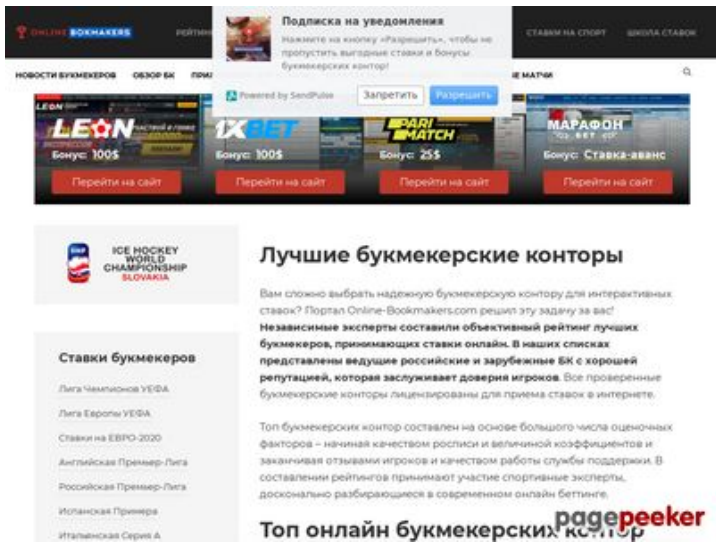 Подписка на уведомления
Нажмите на кнопку «Разрешить», чтобы не
пропустить выгодные ставки и бонусы
букмекерских контор!
Powered by SendPulse
Запретить Разрешить
ONLINE BOOKMAKERS
СТАВКИ НА СПОРТ ШКОЛА СТАВОК
НОВОСТИ БУКМЕКЕРОВ ОБЗОР БК МАТЧИ
LEON
LEON 1XBET PARI
MATCH МАРАФОН
BET
Бонус: 100$ Бонус: 100$ Бонус: 25$ Бонус: Ставка-аванс
Перейти на сайт Перейти на сайт Перейти на сайт Перейти на сайт
ICE HOCKEY
WORLD
CHAMPIONSHIP
SLOVAKIA
Лучшие букмекерские конторы
Вам сложно выбрать надежную букмекерскую контору для интерактивных
ставок? Портал Online-Bookmakers.com решил эту задачу за вас!
Независимые эксперты составили объективный рейтинг лучших
букмекеров, принимающих ставки онлайн. В наших списках
представлены ведущие российские и зарубежные БК с хорошей
репутацией, которая заслуживает доверия игроков. Все проверенные
букмекерские конторы лицензированы для приема ставок в интернете.
Топ букмекерских контор составлен на основе большого числа оценочных
факторов – начиная качеством росписи и величиной коэффициентов и
заканчивая отзывами игроков и качеством работы службы поддержки. В
составлении рейтингов принимают участие спортивные эксперты,
досконально разбирающиеся в современном онлайн беттинге.
Топ онлайн букмекерских контор
Ставки букмекеров
Лига Чемпионов УЕФА
Лига Европы УЕФА
Ставки на ЕВРО-2020
Английская Премьер-Лига
Российская Премьер-Лига
Испанская Примера
Итальянская Серия А
pagepeeker